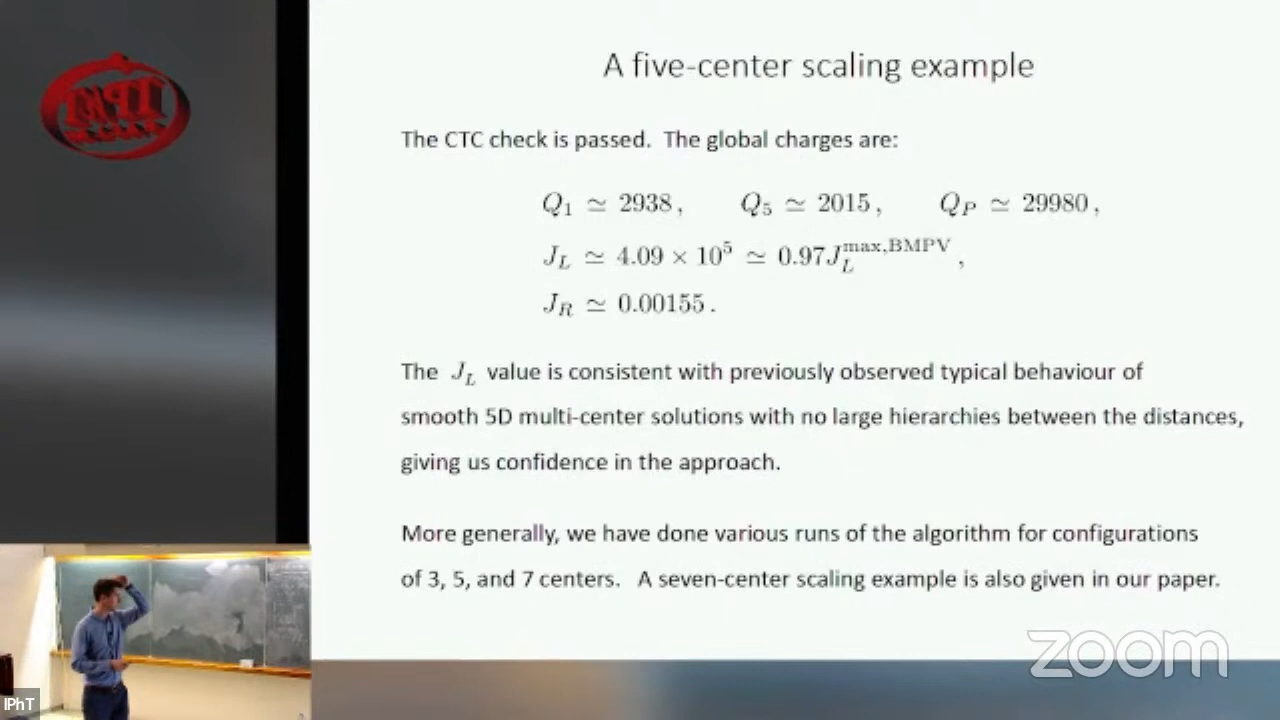 A five-center scaling example
The CTC check is passed. The global charges are:
Q₁ ≃ 2938 , Q₅ ≃ 2015 , Q_P ≃ 29980 ,
J_L ≃ 4.09 × 10⁵ ≃ 0.97J_L^{max,BMPV} ,
J_R ≃ 0.00155 .
The J_L value is consistent with previously observed typical behaviour of
smooth 5D multi-center solutions with no large hierarchies between the distances,
giving us confidence in the approach.
More generally, we have done various runs of the algorithm for configurations
of 3, 5, and 7 centers. A seven-center scaling example is also given in our paper.
zoom
IPhT